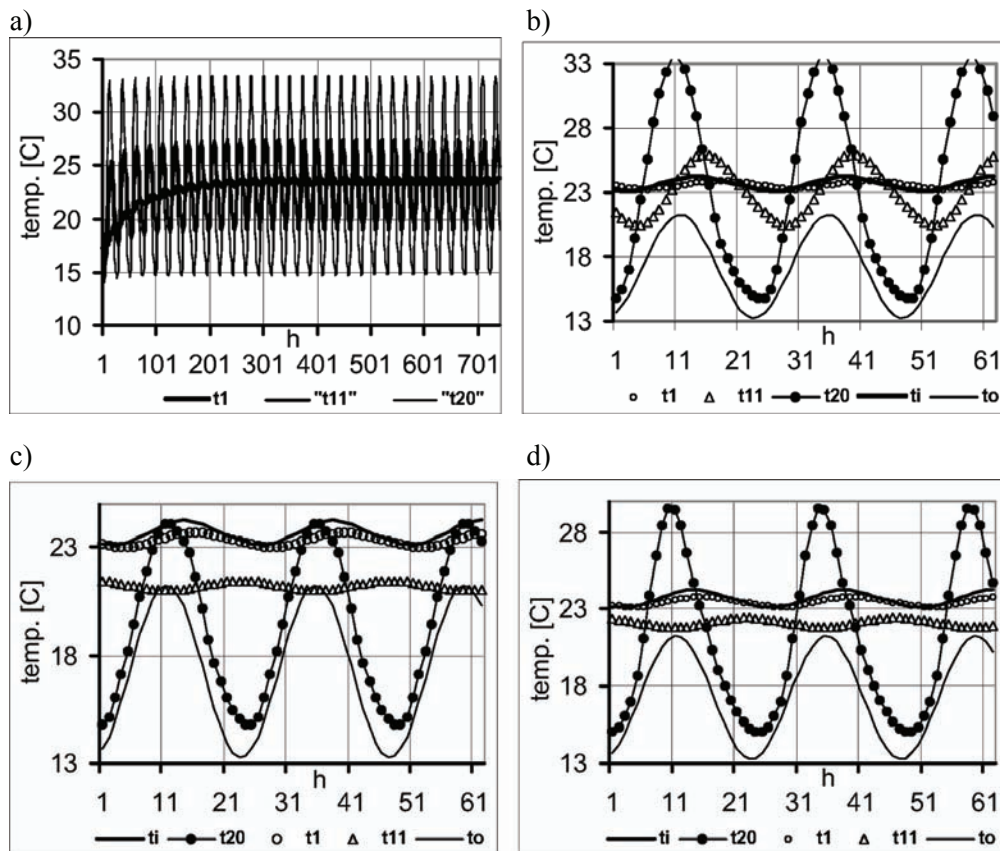 a)
35
30
25
20
15
10
temp. [C]
1 101 201 301 401 501 601 701
h
t1 "t11" "t20"
b)
33
28
23
18
13
temp. [C]
1 11 21 31 41 51 61
h
t1 t11 t20 ti to
c)
23
18
13
temp. [C]
1 11 21 31 41 51 61
h
ti t20 t1 t11 to
d)
28
23
18
13
temp. [C]
1 11 21 31 41 51 61
h
ti t20 t1 t11 to